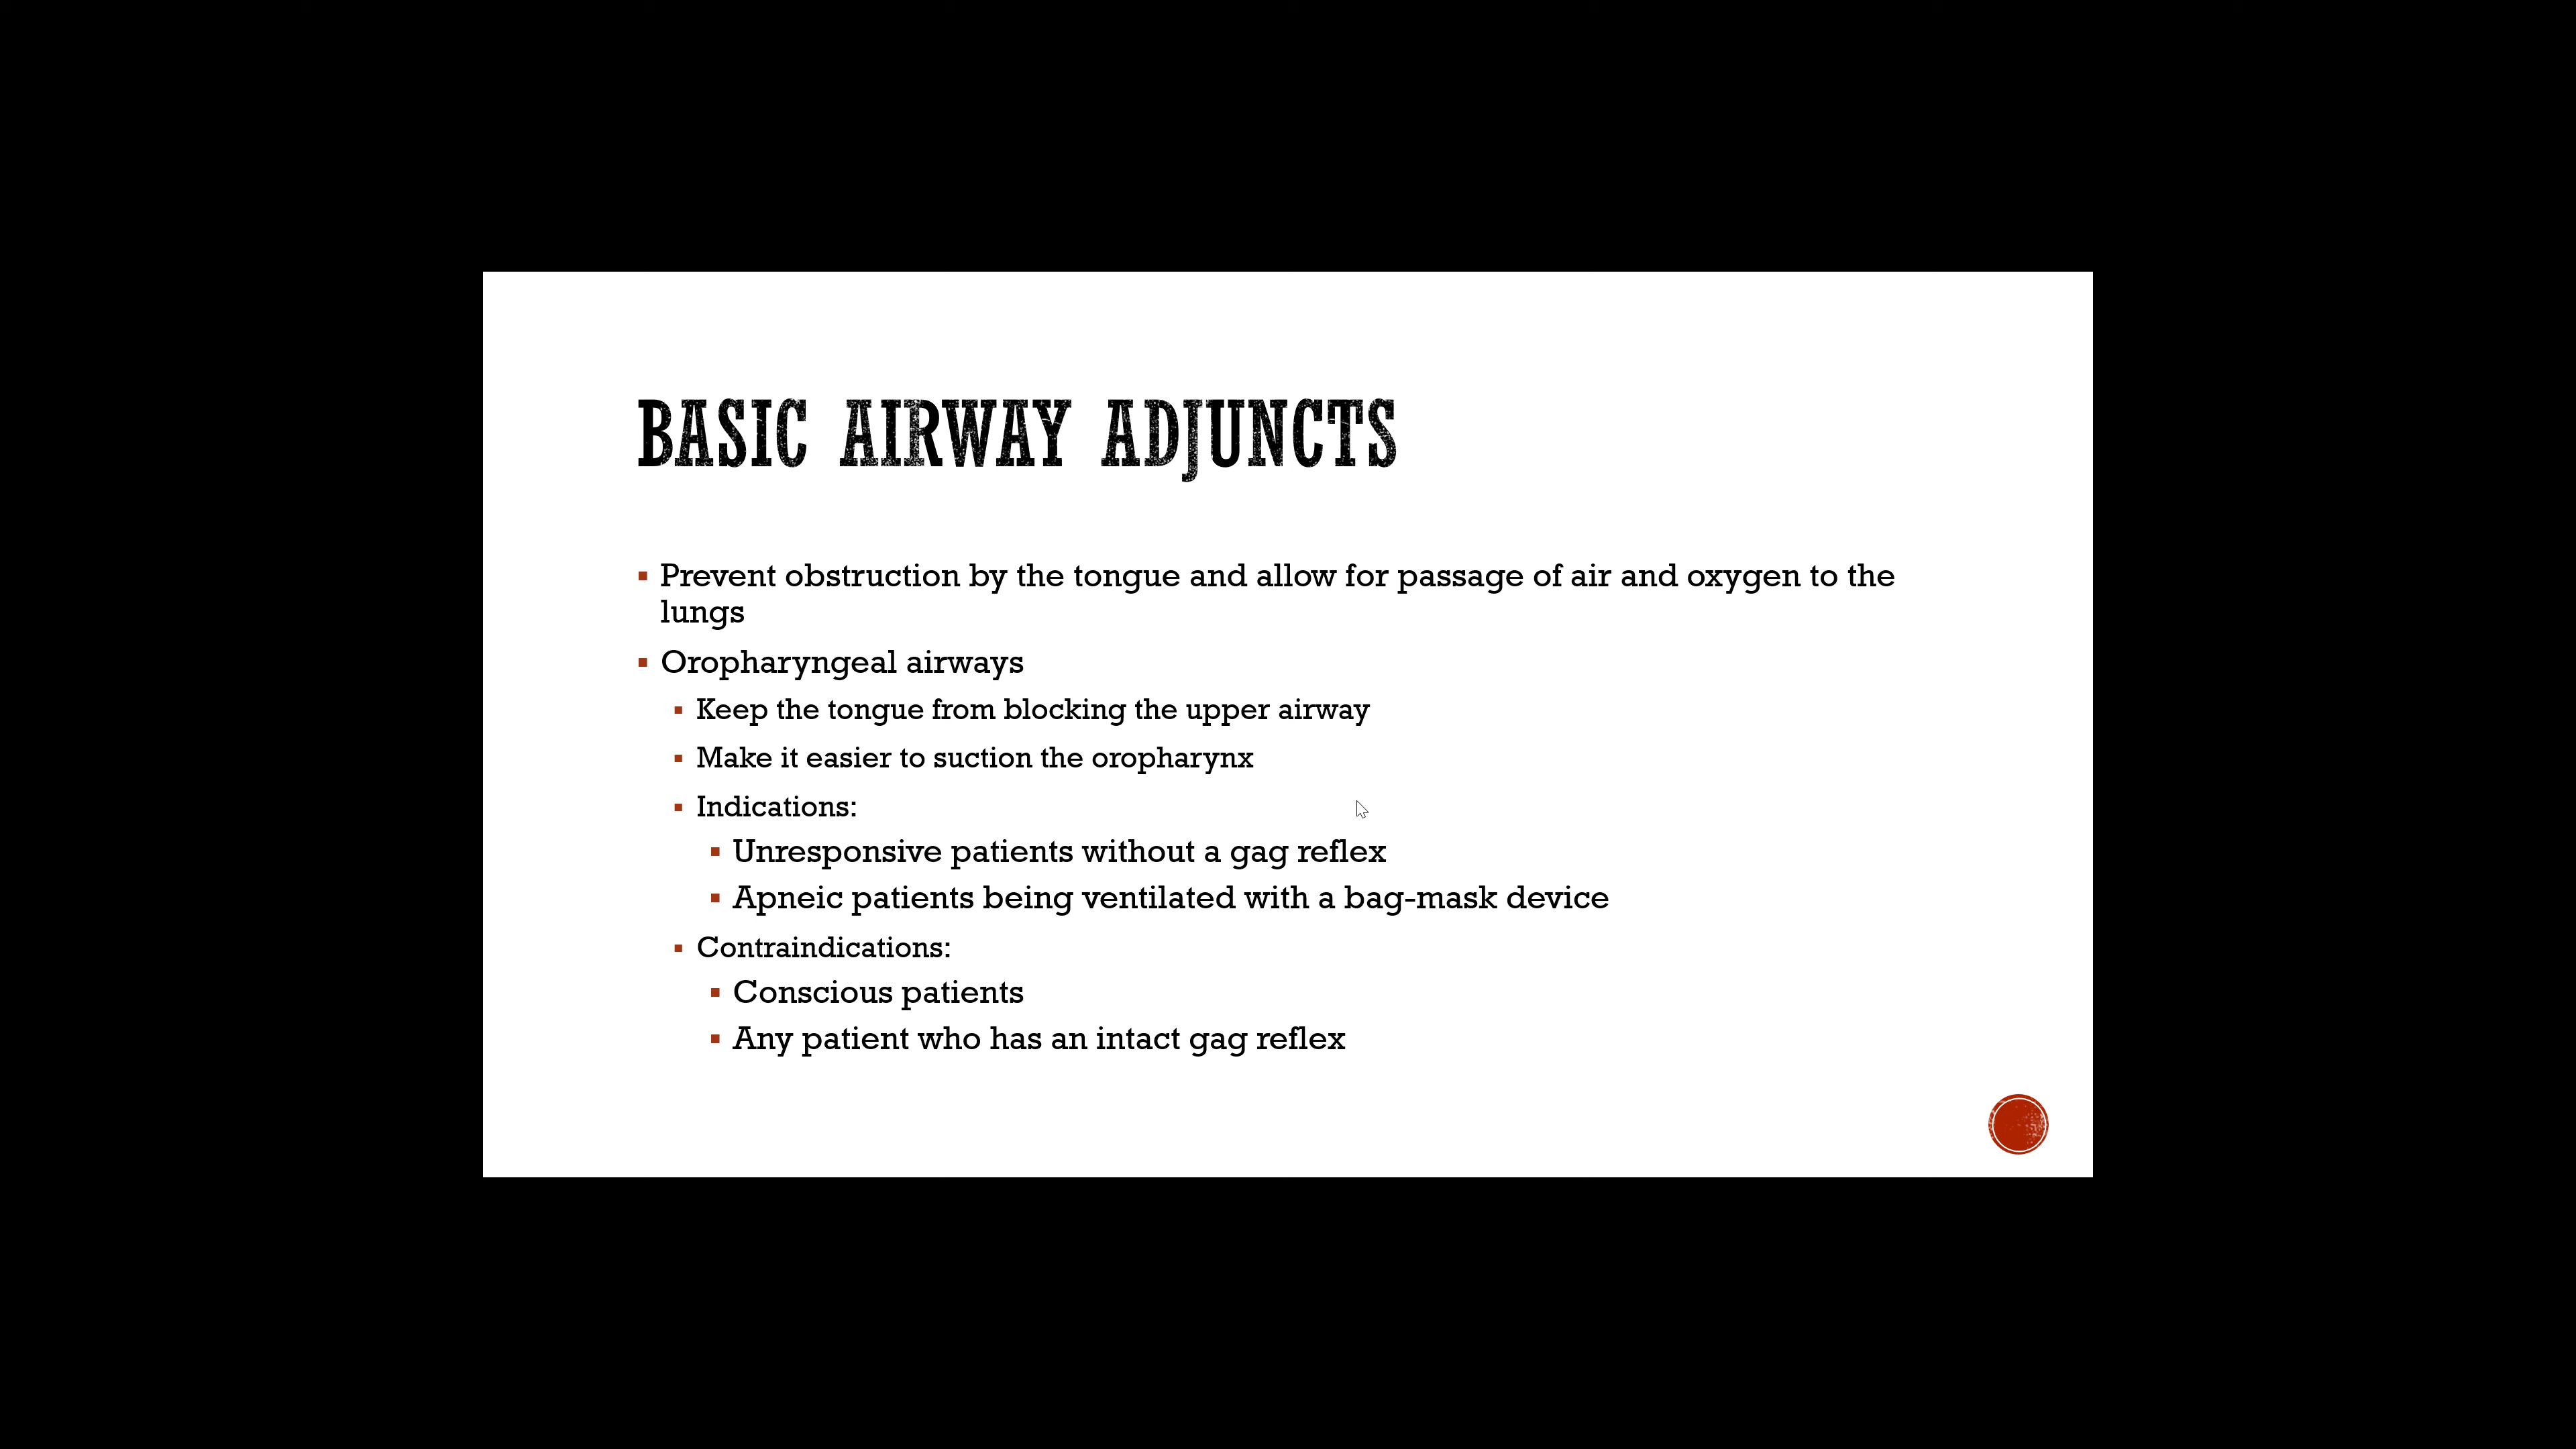 BASIC AIRWAY ADJUNCTS
▪ Prevent obstruction by the tongue and allow for passage of air and oxygen to the
lungs
▪ Oropharyngeal airways
▪ Keep the tongue from blocking the upper airway
▪ Make it easier to suction the oropharynx
▪ Indications:
▪ Unresponsive patients without a gag reflex
▪ Apneic patients being ventilated with a bag-mask device
▪ Contraindications:
▪ Conscious patients
▪ Any patient who has an intact gag reflex